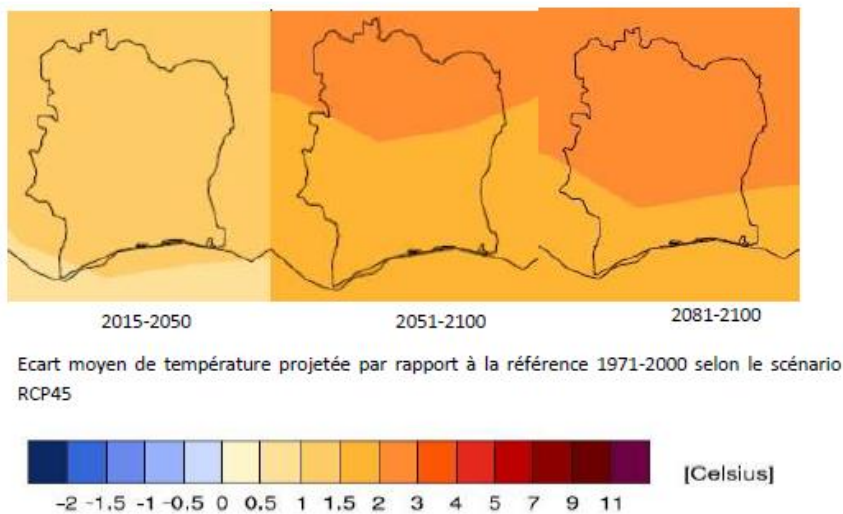 2015-2050 2051-2100 2081-2100
Ecart moyen de température projetée par rapport à la référence 1971-2000 selon le scénario
RCP45
[Celsius]
-2 -1.5 -1 -0.5 0 0.5 1 1.5 2 3 4 5 7 9 11